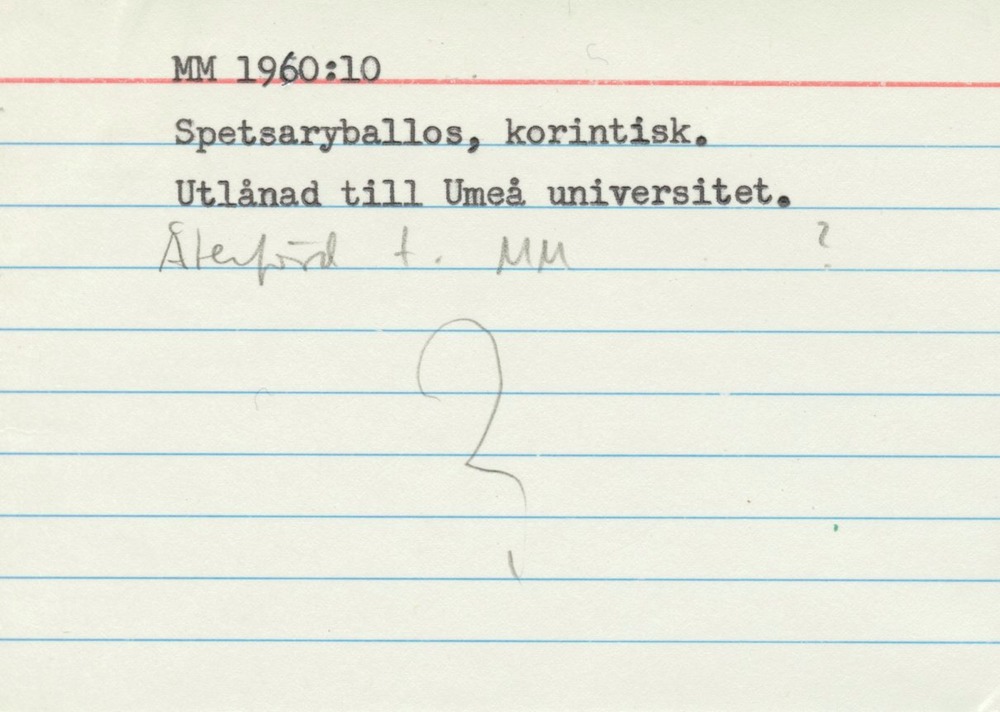 MM 1960:10
Spetsaryballos, korintisk.
Utlånad till Umeå universitet.
Återförd t. MM ?
?